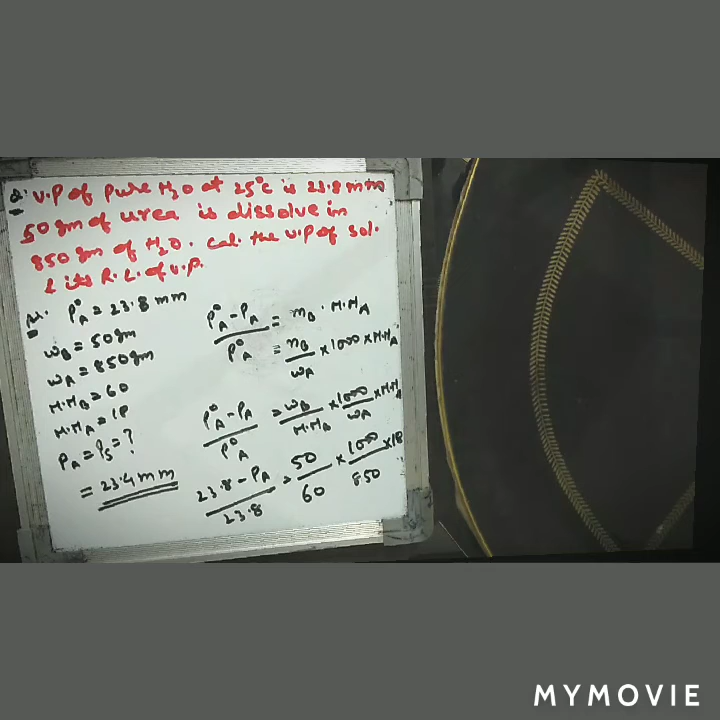 Q. V.P of Pure H2O at 25°c is 23.8 mm
50 gm of urea is dissolve in
850 gm of H2O. Cal. the v.p of sol.
& its R.L. of v.p.
P°A = 23.8 mm
WB = 50gm
WA = 850gm
M.MB = 60
M.MA = 18
PA = Ps = ?
= 23.4 mm
P°A - PA / P°A = mB . M.MA
= nB / WA × 1000 × M.MA
P°A - PA / P°A = WB / M.MB × 1000 / WA × M.MA
23.8 - PA / 23.8 = 50 / 60 × 1000 / 850 × 18
MYMOVIE